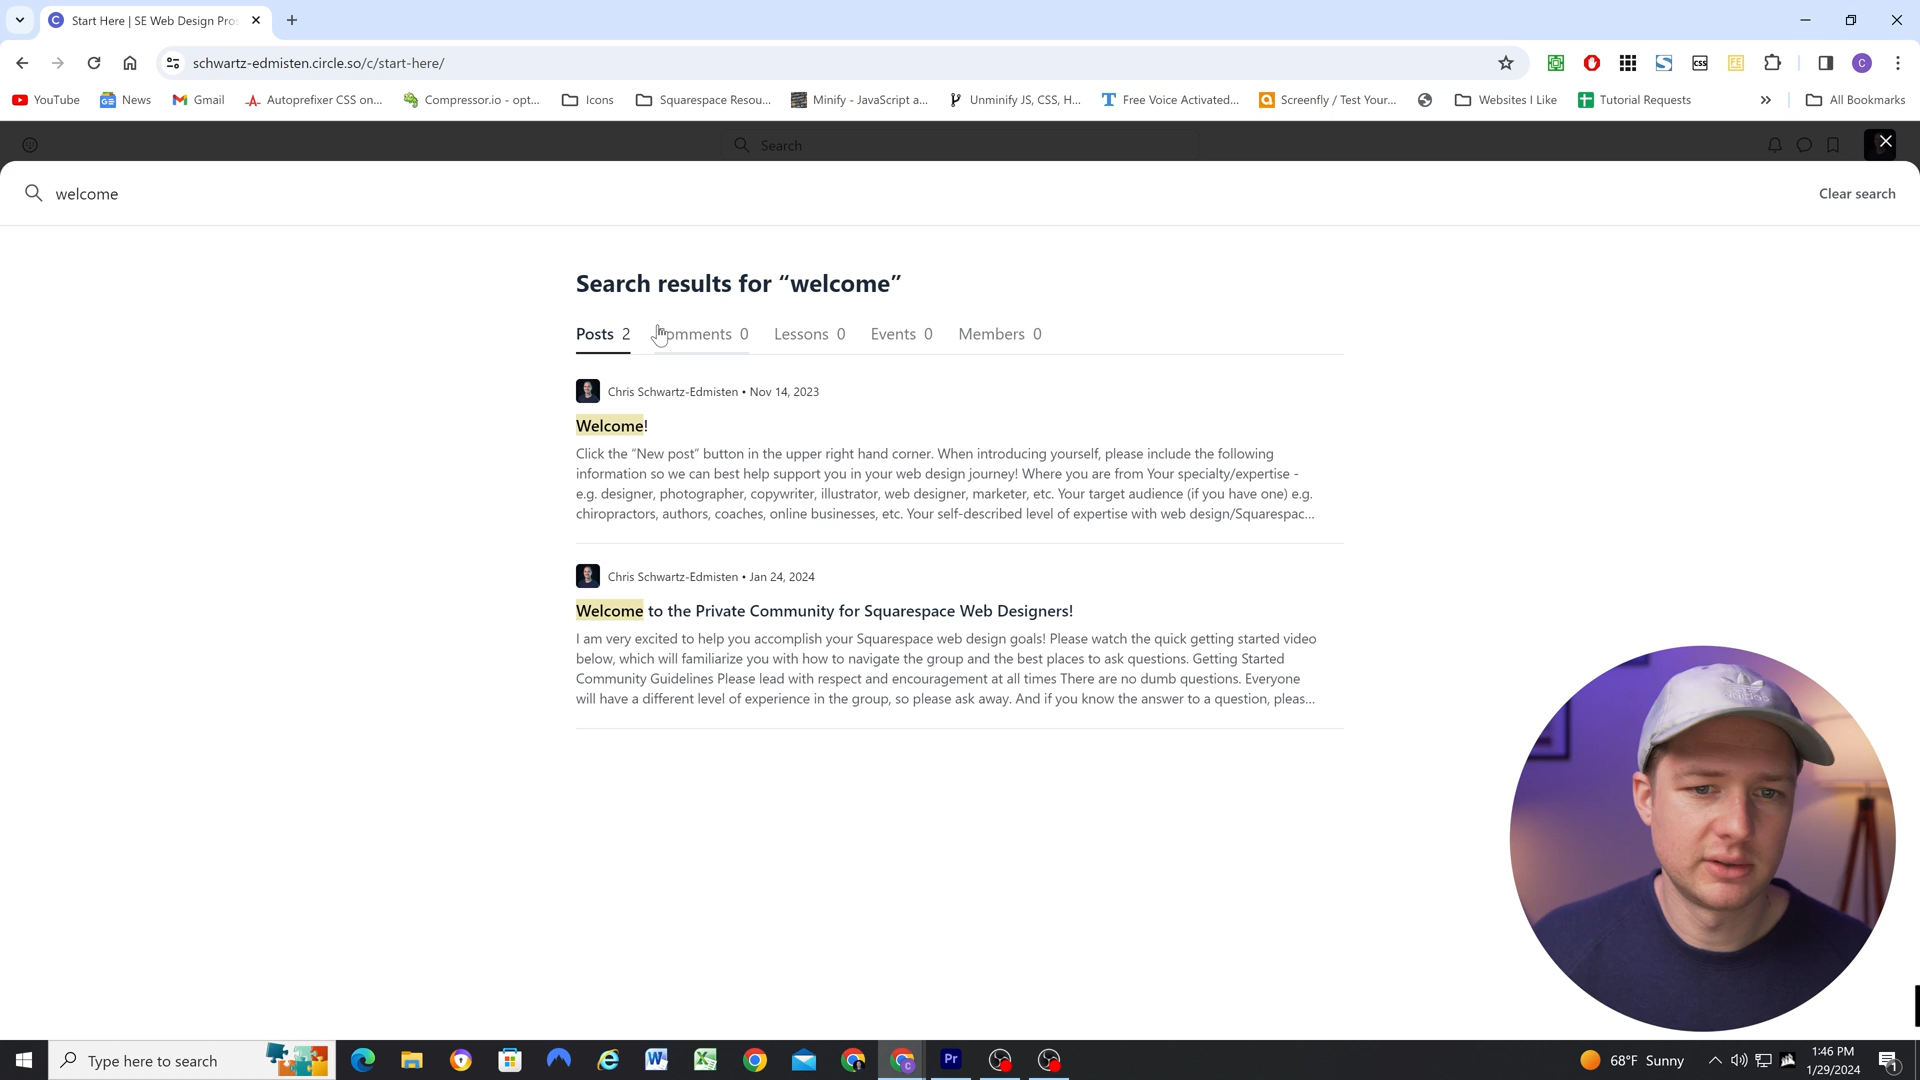 Start Here | SE Web Design Pro
schwartz-edmisten.circle.so/c/start-here/
YouTube News Gmail Autoprefixer CSS on... Compressor.io - opt... Icons Squarespace Resou... Minify - JavaScript a... Unminify JS, CSS, H... Free Voice Activated... Screenfly / Test Your... Websites I Like Tutorial Requests » All Bookmarks
Search
welcome
Clear search
Search results for “welcome”
Posts 2 omments 0 Lessons 0 Events 0 Members 0
Chris Schwartz-Edmisten • Nov 14, 2023
Welcome!
Click the “New post” button in the upper right hand corner. When introducing yourself, please include the following
information so we can best help support you in your web design journey! Where you are from Your specialty/expertise -
e.g. designer, photographer, copywriter, illustrator, web designer, marketer, etc. Your target audience (if you have one) e.g.
chiropractors, authors, coaches, online businesses, etc. Your self-described level of expertise with web design/Squarespac...
Chris Schwartz-Edmisten • Jan 24, 2024
Welcome to the Private Community for Squarespace Web Designers!
I am very excited to help you accomplish your Squarespace web design goals! Please watch the quick getting started video
below, which will familiarize you with how to navigate the group and the best places to ask questions. Getting Started
Community Guidelines Please lead with respect and encouragement at all times There are no dumb questions. Everyone
will have a different level of experience in the group, so please ask away. And if you know the answer to a question, pleas...
Type here to search
68°F Sunny
1:46 PM
1/29/2024